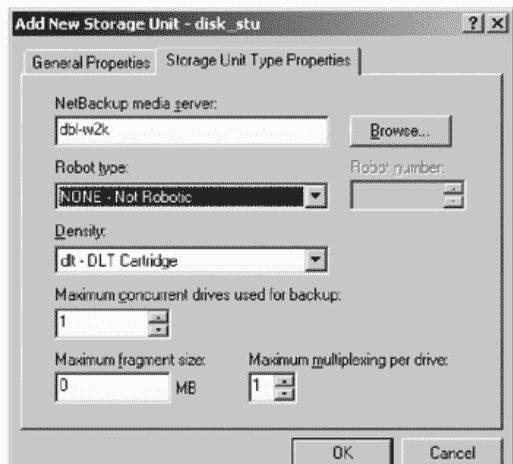 Add New Storage Unit - disk_stu
General Properties
Storage Unit Type Properties
NetBackup media server:
dbl-w2k
Browse...
Robot type:
Robot number:
NONE - Not Robotic
Density:
dlt - DLT Cartridge
Maximum concurrent drives used for backup:
1
Maximum fragment size:
Maximum multiplexing per drive:
0
MB
1
OK
Cancel